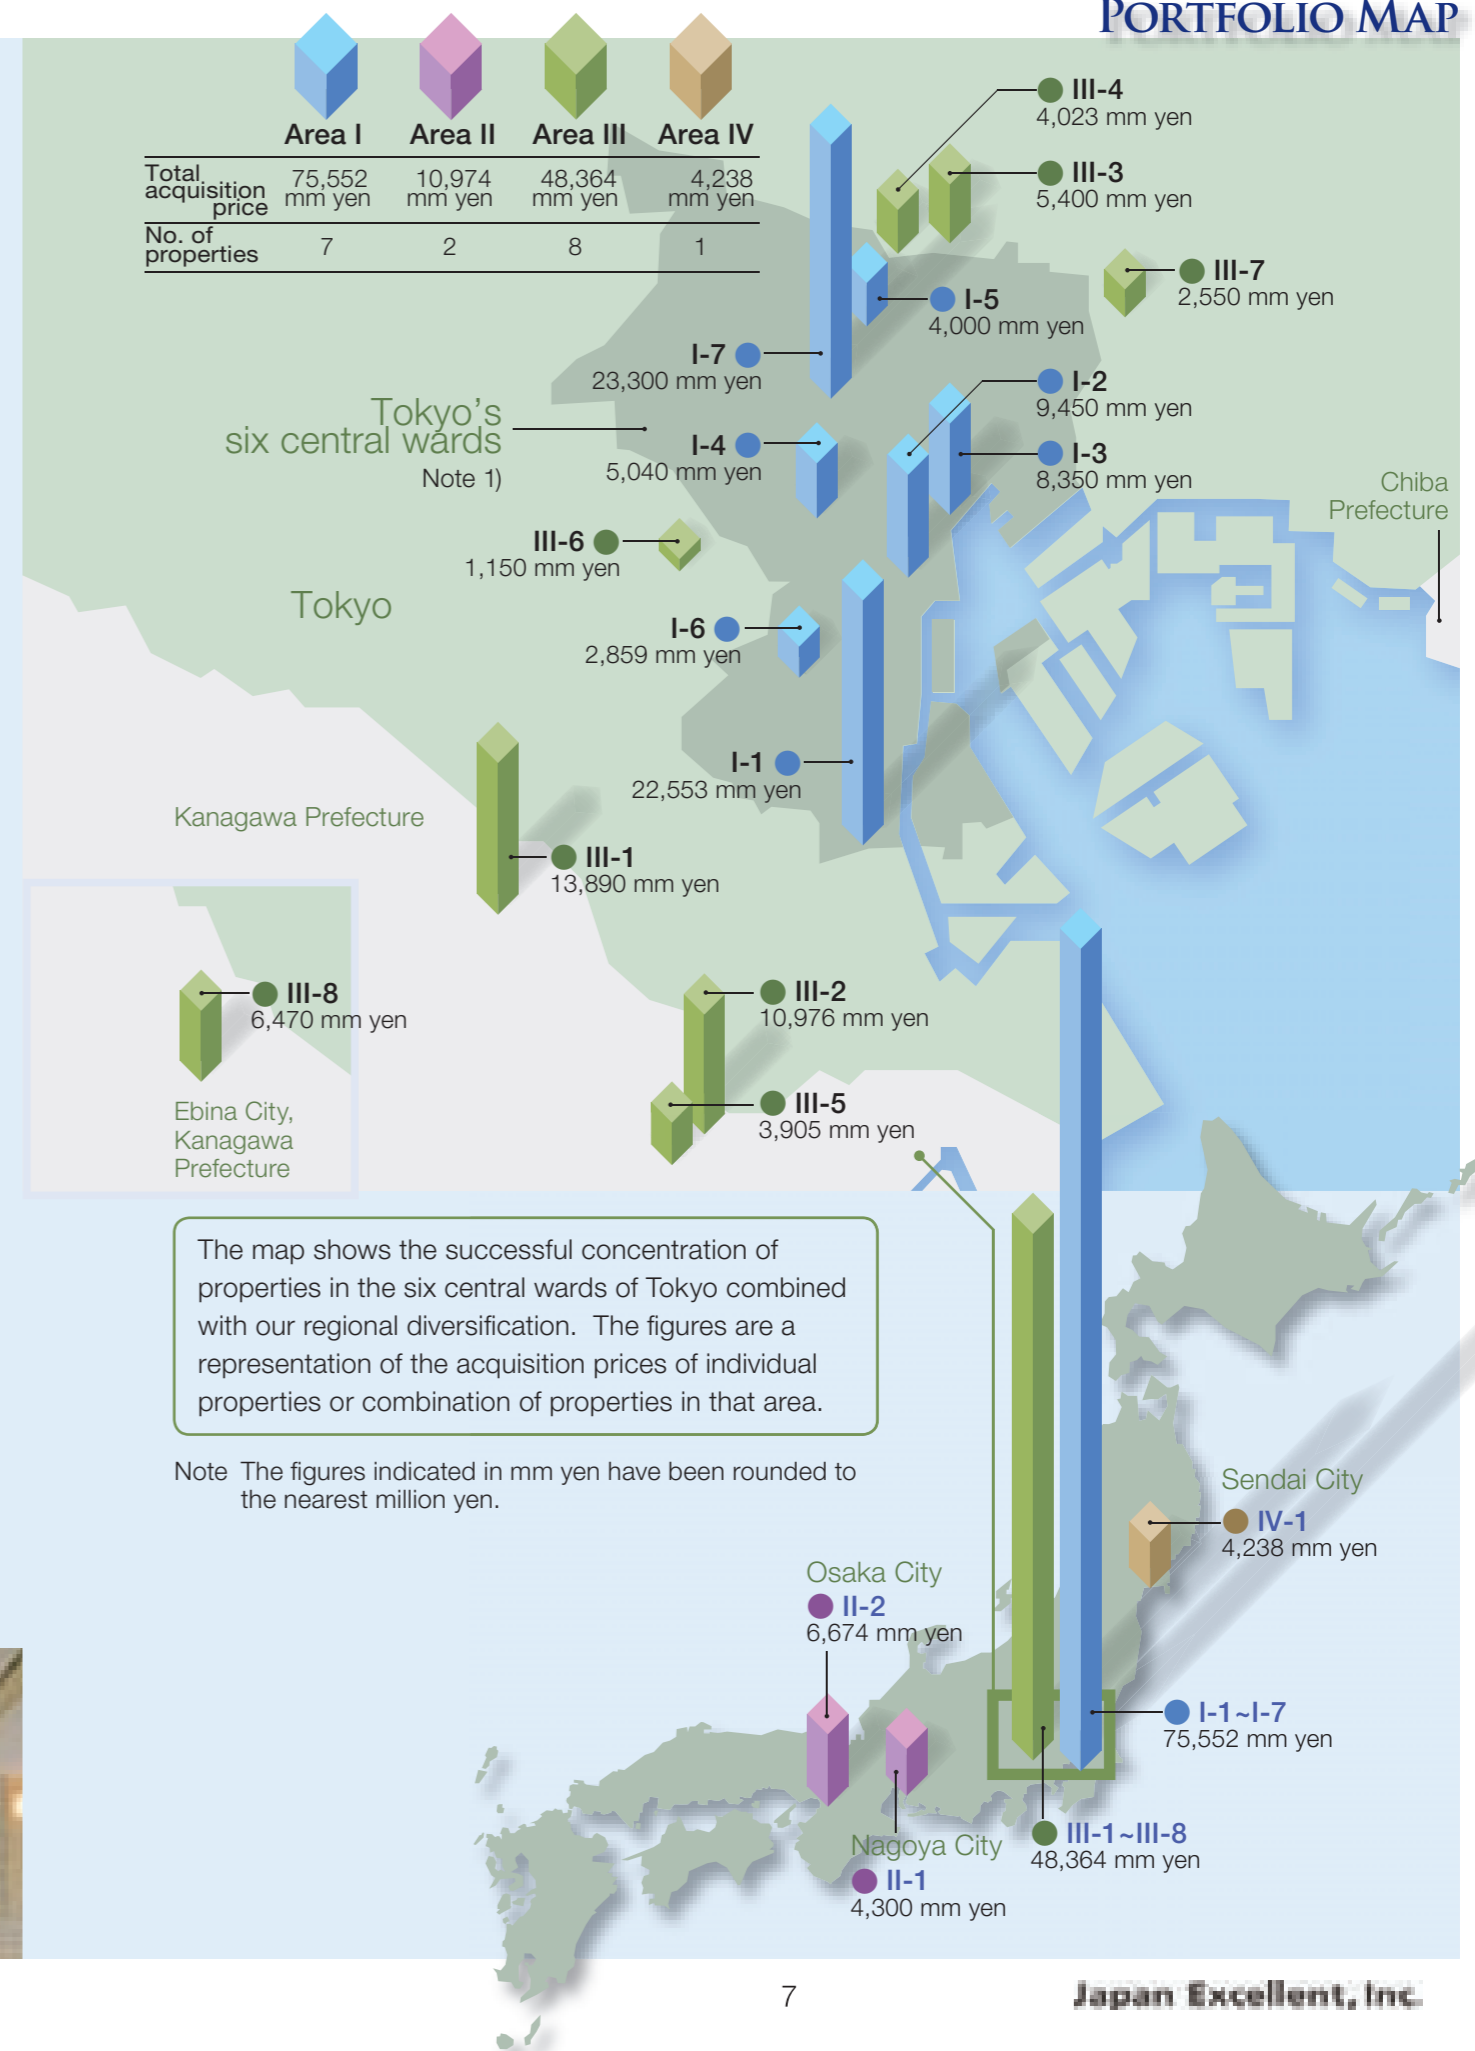 PORTFOLIO MAP
Area I Area II Area III Area IV
Total acquisition price 75,552 mm yen 10,974 mm yen 48,364 mm yen 4,238 mm yen
No. of properties 7 2 8 1
III-4
4,023 mm yen
III-3
5,400 mm yen
III-7
2,550 mm yen
I-5
4,000 mm yen
I-7
23,300 mm yen
I-2
9,450 mm yen
Tokyo's
six central wards
Note 1)
I-4
5,040 mm yen
I-3
8,350 mm yen
Chiba
Prefecture
III-6
1,150 mm yen
Tokyo
I-6
2,859 mm yen
I-1
22,553 mm yen
Kanagawa Prefecture
III-1
13,890 mm yen
III-8
6,470 mm yen
Ebina City,
Kanagawa
Prefecture
III-2
10,976 mm yen
III-5
3,905 mm yen
The map shows the successful concentration of
properties in the six central wards of Tokyo combined
with our regional diversification. The figures are a
representation of the acquisition prices of individual
properties or combination of properties in that area.
Note The figures indicated in mm yen have been rounded to
the nearest million yen.
Sendai City
IV-1
4,238 mm yen
Osaka City
II-2
6,674 mm yen
I-1~I-7
75,552 mm yen
III-1~III-8
48,364 mm yen
Nagoya City
II-1
4,300 mm yen
7
Japan Excellent, Inc.